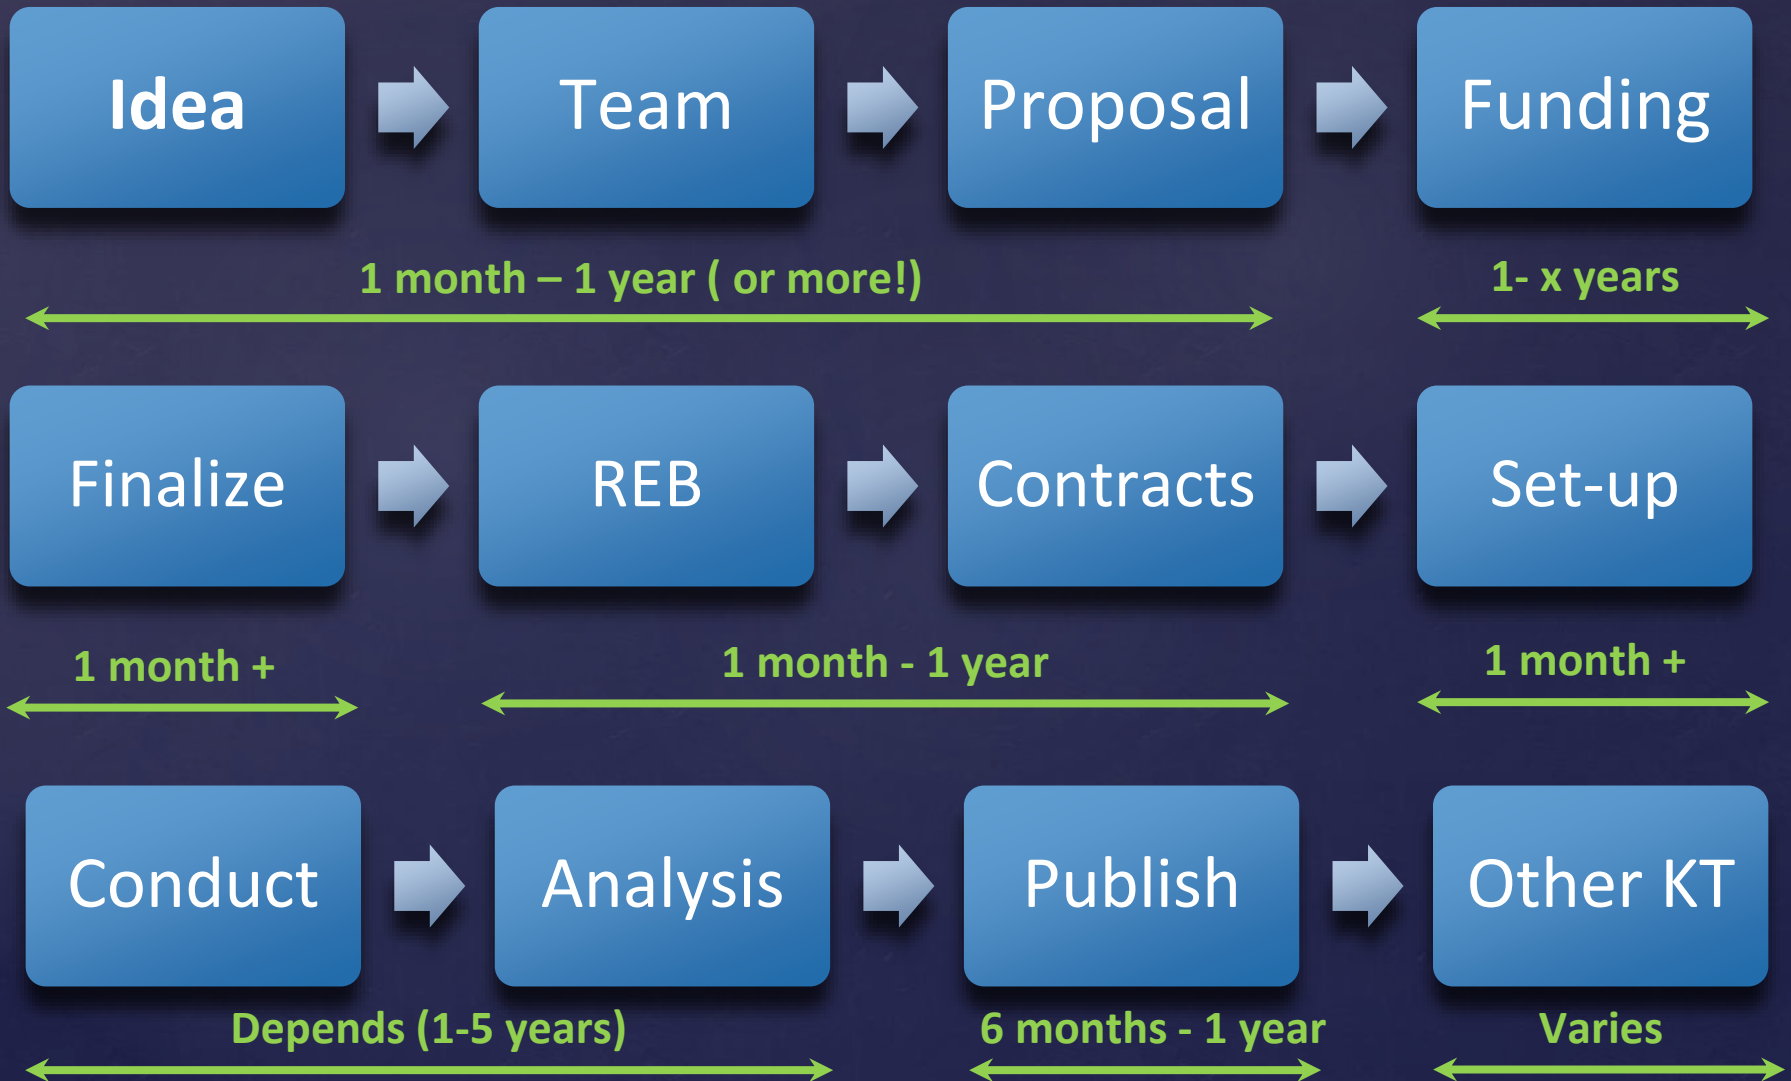 Idea
Team
Proposal
Funding
1 month – 1 year ( or more!)
1- x years
Finalize
REB
Contracts
Set-up
1 month +
1 month - 1 year
1 month +
Conduct
Analysis
Publish
Other KT
Depends (1-5 years)
6 months - 1 year
Varies